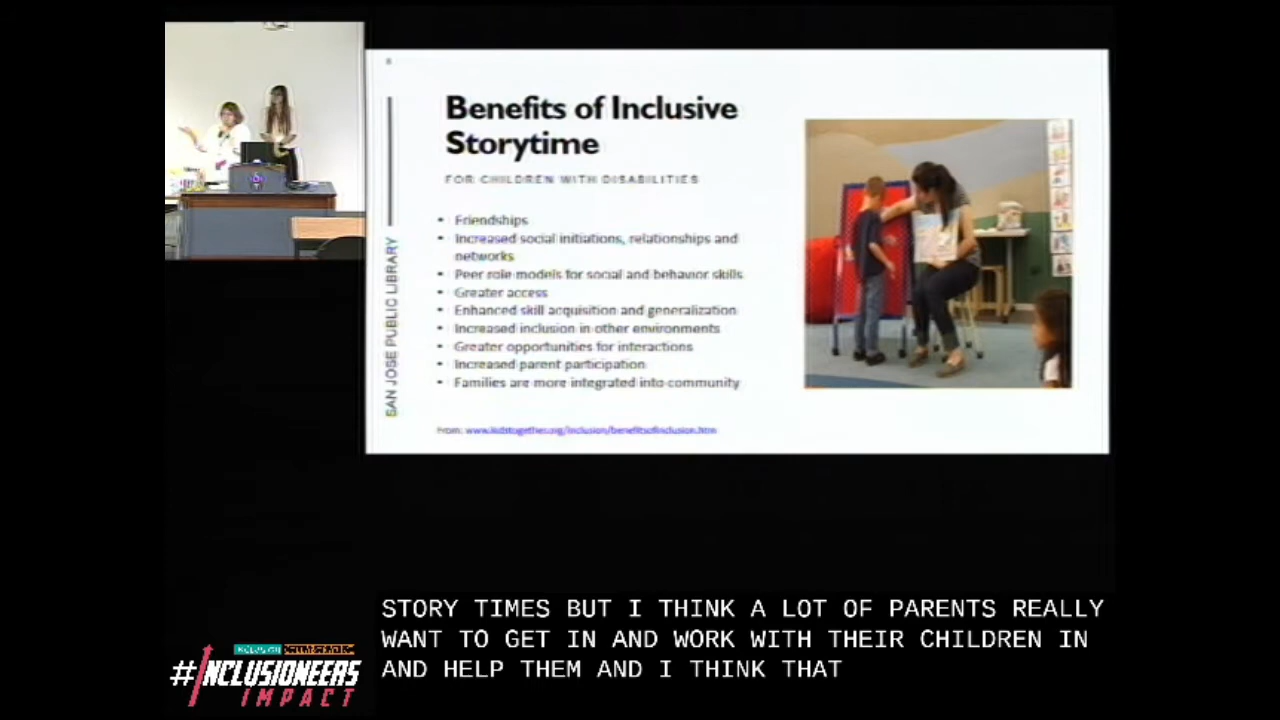 Benefits of Inclusive
Storytime
FOR CHILDREN WITH DISABILITIES
• Friendships
• Increased social initiations, relationships and
networks
• Peer role models for social and behavior skills
• Greater access
• Enhanced skill acquisition and generalization
• Increased inclusion in other environments
• Greater opportunities for interactions
• Increased parent participation
• Families are more integrated into community
From: www.kidstogether.org/inclusion/benefitsofinclusion.htm
SAN JOSE PUBLIC LIBRARY
STORY TIMES BUT I THINK A LOT OF PARENTS REALLY
WANT TO GET IN AND WORK WITH THEIR CHILDREN IN
AND HELP THEM AND I THINK THAT
#INCLUSIONEERS
IMPACT